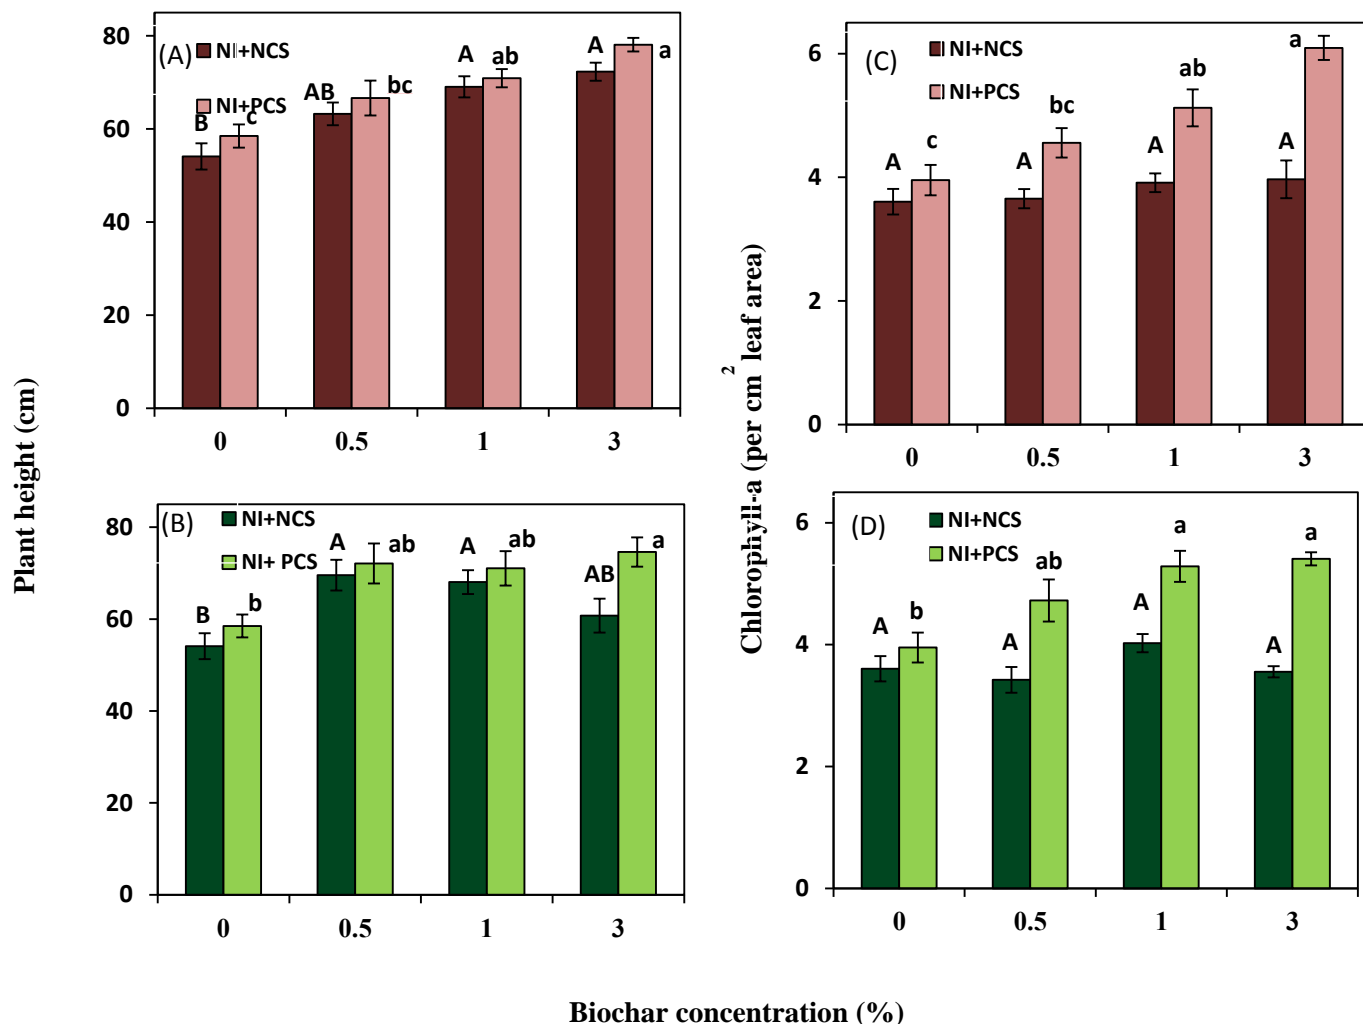 Plant height (cm)
(A)
NI+NCS
NI+PCS
80
60
40
20
0
B
c
AB
bc
A
ab
A
a
0 0.5 1 3
(B)
NI+NCS
NI+ PCS
80
60
40
20
0
B
b
A
ab
A
ab
AB
a
0 0.5 1 3
Chlorophyll-a (per cm2 leaf area)
(C)
NI+NCS
NI+PCS
6
4
2
0
A
c
A
bc
A
ab
A
a
0 0.5 1 3
(D)
NI+NCS
NI+PCS
6
4
2
0
A
b
A
ab
A
a
A
a
0 0.5 1 3
Biochar concentration (%)